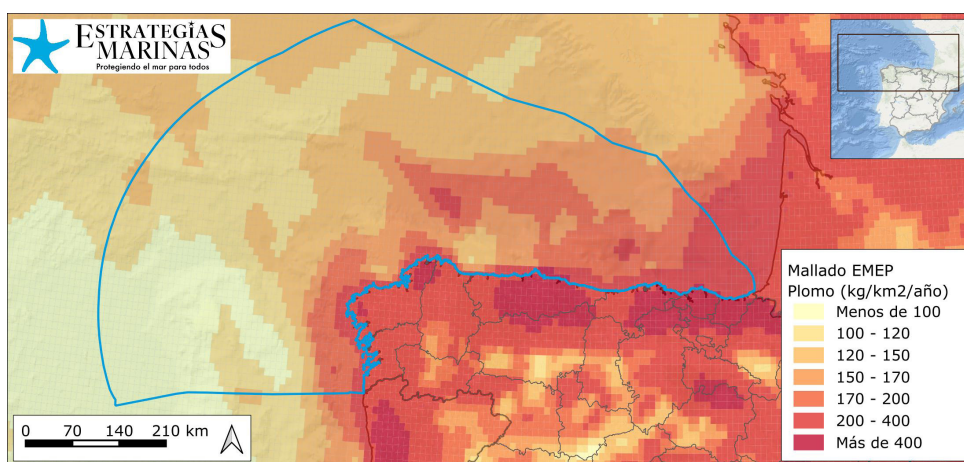 ESTRATEGIAS
MARINAS
Protegiendo el mar para todos
Mallado EMEP
Plomo (kg/km2/año)
Menos de 100
100 - 120
120 - 150
150 - 170
170 - 200
200 - 400
Más de 400
0 70 140 210 km